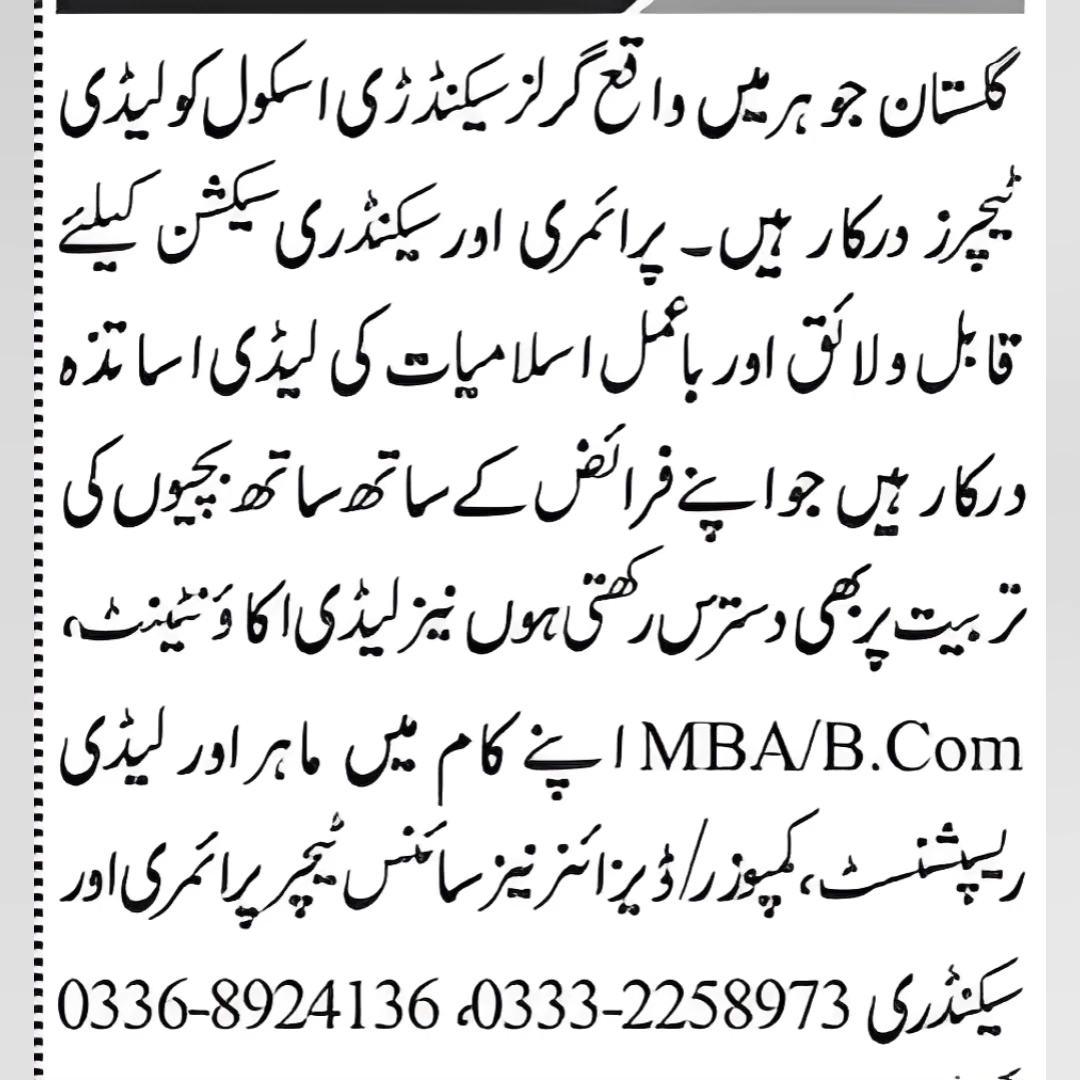 گلستان جوہر میں واقع گرلز سیکنڈڑی اسکول کو لیڈی
ٹیچرز درکار ہیں۔ پرائمری اور سیکنڈری سیکشن کیلئے
قابل ولائق اور باعمل اسلامیات کی لیڈی اساتذہ
درکار ہیں جو اپنے فرائض کے ساتھ ساتھ بچیوں کی
تربیت پر بھی دسترس رکھتی ہوں نیز لیڈی اکاؤنٹینٹ،
MBA/B.Com اپنے کام میں ماہر اور لیڈی
ریسپشنسٹ، کمپوزر/ڈیزائنر نیز سائنس ٹیچر پرائمری اور
سیکنڈری 0333-2258973، 0336-8924136